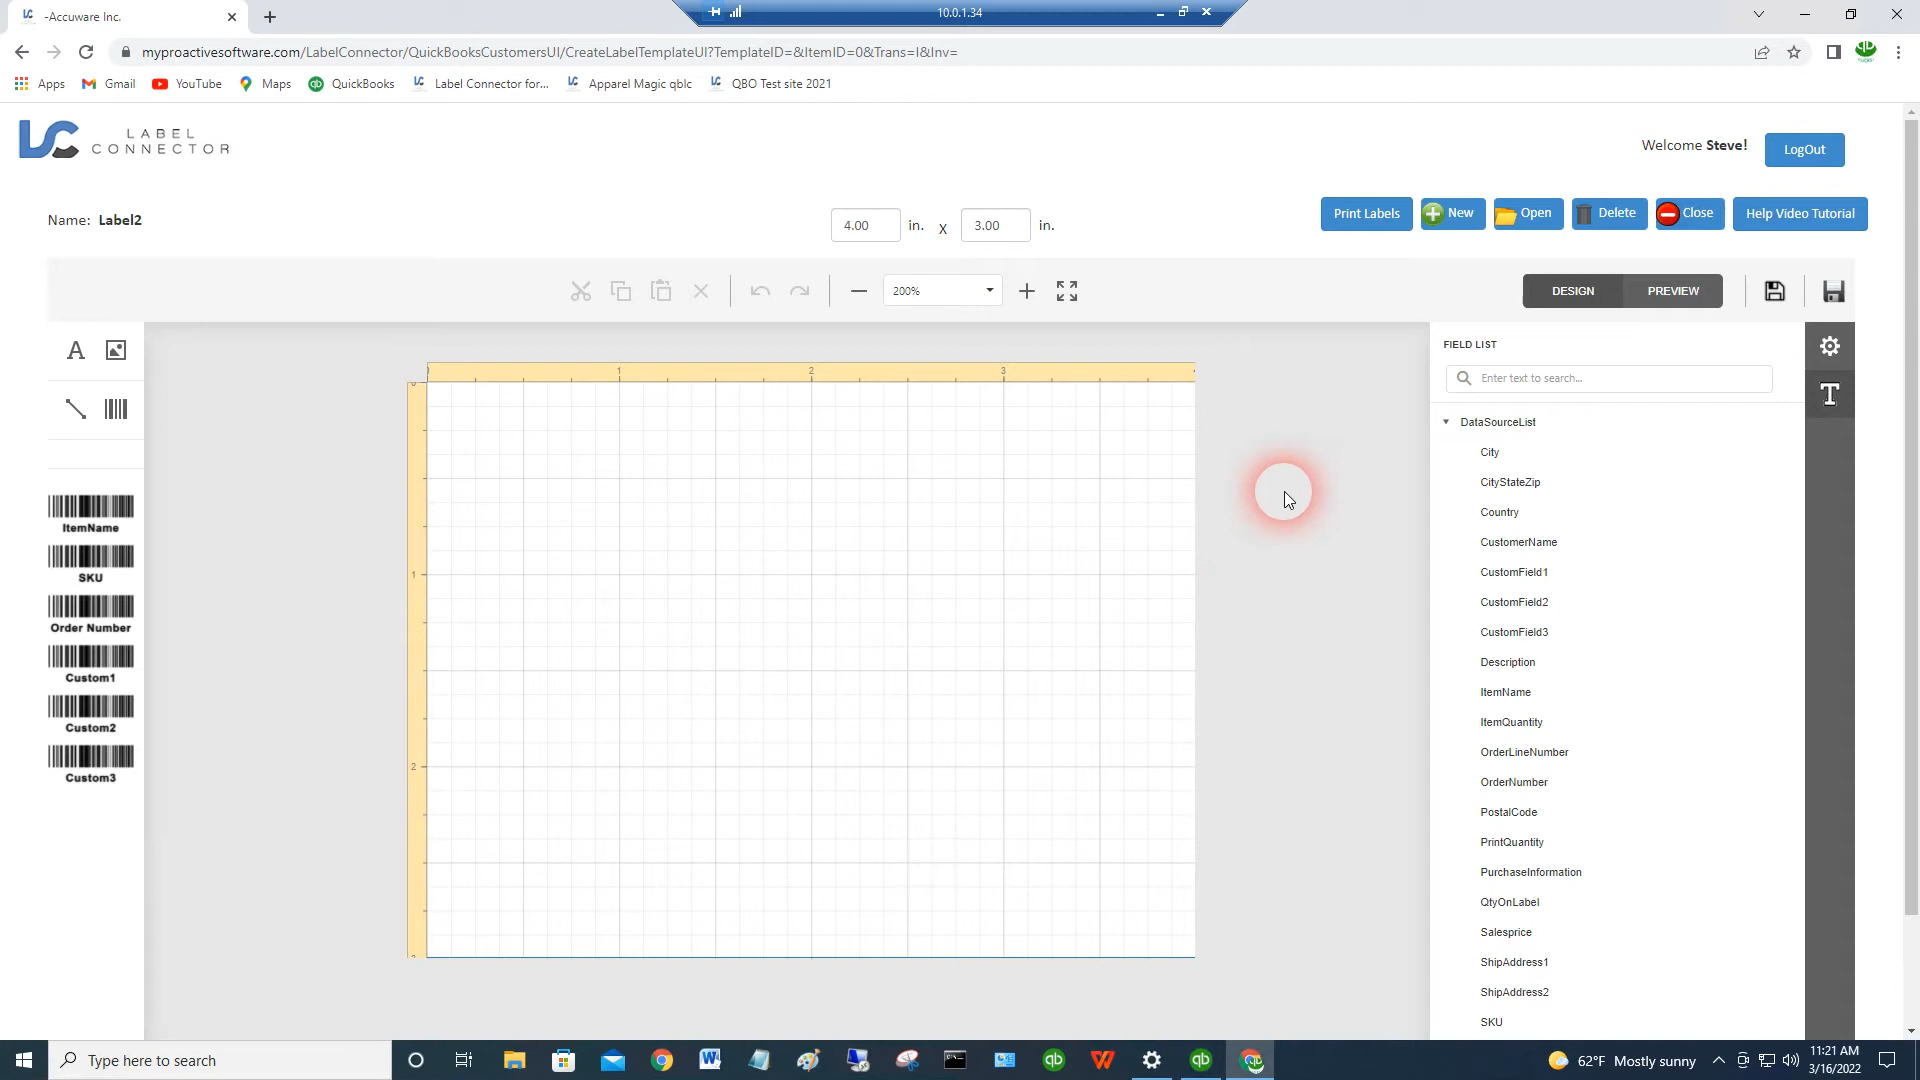 -Accuware Inc.
10.0.1.34
myproactivesoftware.com/LabelConnector/QuickBooksCustomersUI/CreateLabelTemplateUI?TemplateID=&ItemID=0&Trans=I&Inv=
Apps Gmail YouTube Maps QuickBooks Label Connector for... Apparel Magic qblc QBO Test site 2021
LABEL
CONNECTOR
Welcome Steve! LogOut
Name: Label2
4.00 in. X 3.00 in.
Print Labels New Open Delete Close Help Video Tutorial
200%
DESIGN PREVIEW
A
T
1 2 3
0
1
2
ItemName
SKU
Order Number
Custom1
Custom2
Custom3
FIELD LIST
Enter text to search...
DataSourceList
City
CityStateZip
Country
CustomerName
CustomField1
CustomField2
CustomField3
Description
ItemName
ItemQuantity
OrderLineNumber
OrderNumber
PostalCode
PrintQuantity
PurchaseInformation
QtyOnLabel
Salesprice
ShipAddress1
ShipAddress2
SKU
Type here to search
62°F Mostly sunny
11:21 AM
3/16/2022